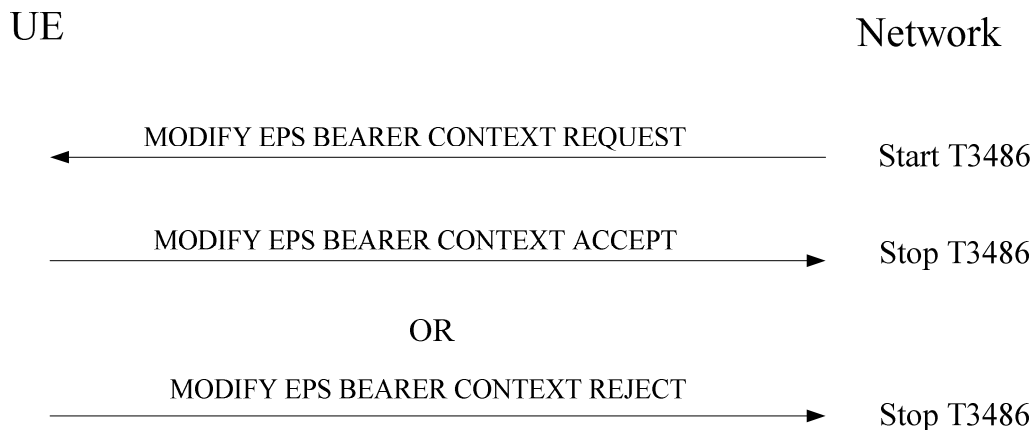 UE
Network
MODIFY EPS BEARER CONTEXT REQUEST
Start T3486
MODIFY EPS BEARER CONTEXT ACCEPT
Stop T3486
OR
MODIFY EPS BEARER CONTEXT REJECT
Stop T3486